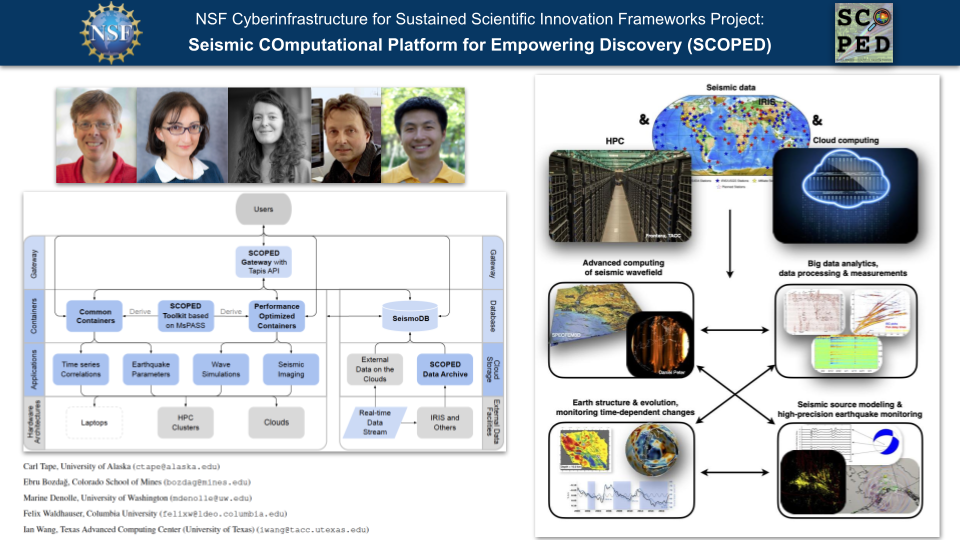 NSF Cyberinfrastructure for Sustained Scientific Innovation Frameworks Project:
Seismic COmputational Platform for Empowering Discovery (SCOPED)
NSF
SC
PED
Users
Gateway
SCOPED
Gateway with
Tapis API
Gateway
Containers
Common
Containers
Derive
SCOPED
Toolkit based
on MsPASS
Derive
Performance
Optimized
Containers
SeismoDB
Database
Applications
Time series
Correlations
Earthquake
Parameters
Wave
Simulations
Seismic
Imaging
External
Data on the
Clouds
SCOPED
Data Archive
Cloud
Storage
Hardware
Architectures
Laptops
HPC
Clusters
Clouds
Real-time
Data
Stream
IRIS and
Others
External Data
Facilities
Carl Tape, University of Alaska (ctape@alaska.edu)
Ebru Bozdağ, Colorado School of Mines (bozdag@mines.edu)
Marine Denolle, University of Washington (mdenolle@uw.edu)
Felix Waldhauser, Columbia University (felixw@ldeo.columbia.edu)
Ian Wang, Texas Advanced Computing Center (University of Texas) (iwang@tacc.utexas.edu)
Seismic data
IRIS
&
&
HPC
Cloud computing
Frontera, TACC
Advanced computing
of seismic wavefield
Big data analytics,
data processing & measurements
SPECFEM3D
Daniel Peter
Earth structure & evolution,
monitoring time-dependent changes
Seismic source modeling &
high-precision earthquake monitoring